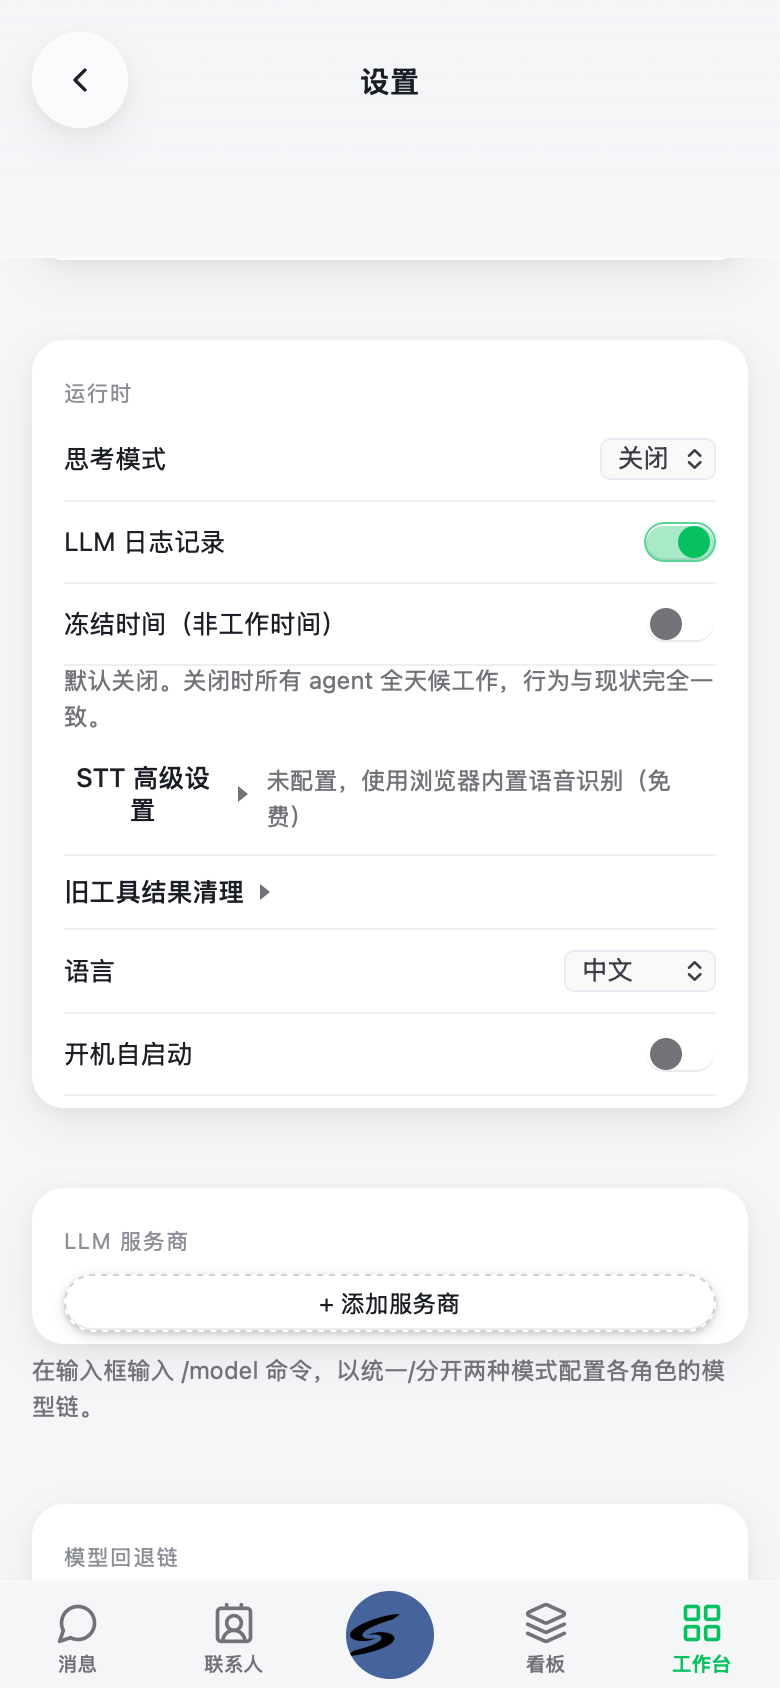 设置
运行时
思考模式
关闭
LLM 日志记录
冻结时间（非工作时间）
默认关闭。关闭时所有 agent 全天候工作，行为与现状完全一
致。
STT 高级设
置
未配置，使用浏览器内置语音识别（免
费）
旧工具结果清理
语言
中文
开机自启动
LLM 服务商
+ 添加服务商
在输入框输入 /model 命令，以统一/分开两种模式配置各角色的模
型链。
模型回退链
消息
联系人
看板
工作台